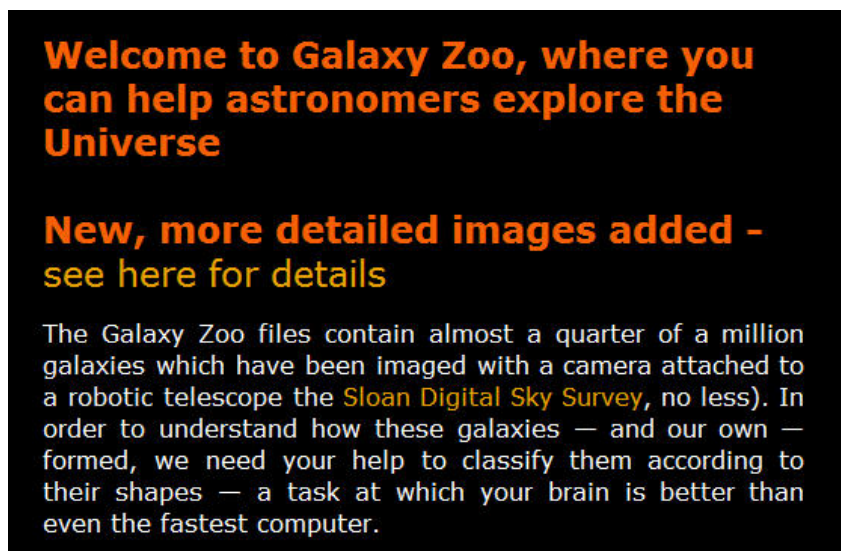 Welcome to Galaxy Zoo, where you
can help astronomers explore the
Universe
New, more detailed images added -
see here for details
The Galaxy Zoo files contain almost a quarter of a million
galaxies which have been imaged with a camera attached to
a robotic telescope the Sloan Digital Sky Survey, no less). In
order to understand how these galaxies — and our own —
formed, we need your help to classify them according to
their shapes — a task at which your brain is better than
even the fastest computer.